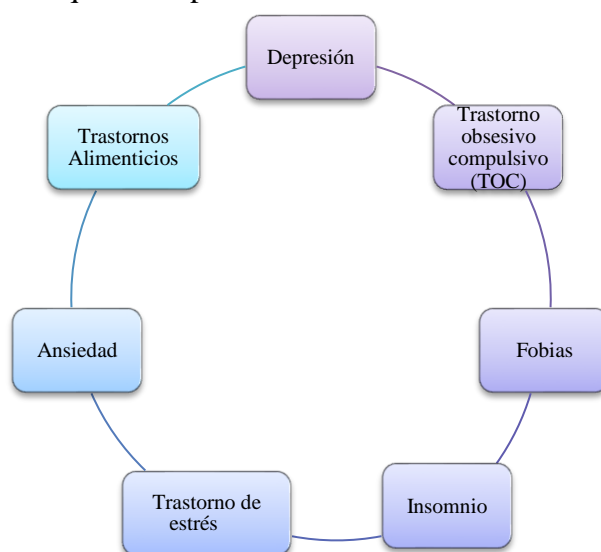 Depresión
Trastorno
obsesivo
compulsivo
(TOC)
Fobias
Insomnio
Trastorno de
estrés
Ansiedad
Trastornos
Alimenticios